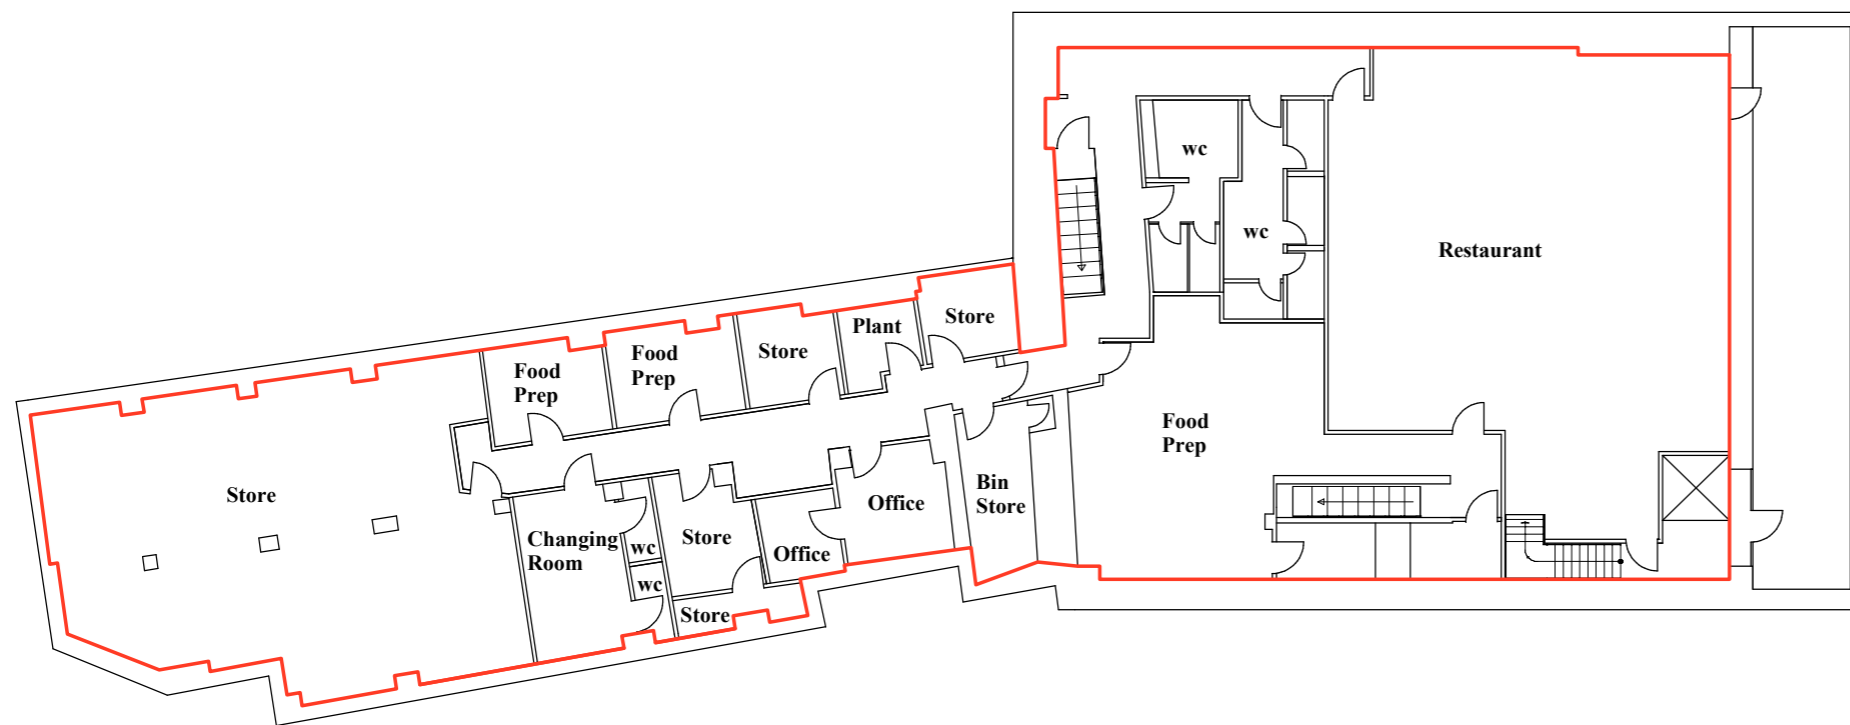 wc
wc
Restaurant
Plant
Store
Store
Food
Prep
Food
Prep
Food
Prep
Store
Office
Bin
Store
Changing
Room
wc
Store
Office
wc
Store